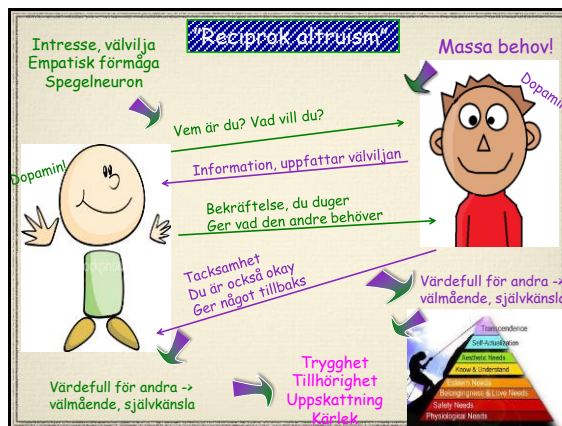 "Reciprok altruism"
Intresse, välvilja
Empatisk förmåga
Spegelneuron
Massa behov!
Dopamin!
Dopamin!
Vem är du? Vad vill du?
Information, uppfattar välviljan
Bekräftelse, du duger
Ger vad den andre behöver
Tacksamhet
Du är också okay
Ger något tillbaks
Värdefull för andra ->
välmående, självkänsla
Värdefull för andra ->
välmående, självkänsla
Trygghet
Tillhörighet
Uppskattning
Kärlek
Transcendence
Self-Actualization
Aesthetic Needs
Know & Understand
Esteem Needs
Belongingness & Love Needs
Safety Needs
Physiological Needs